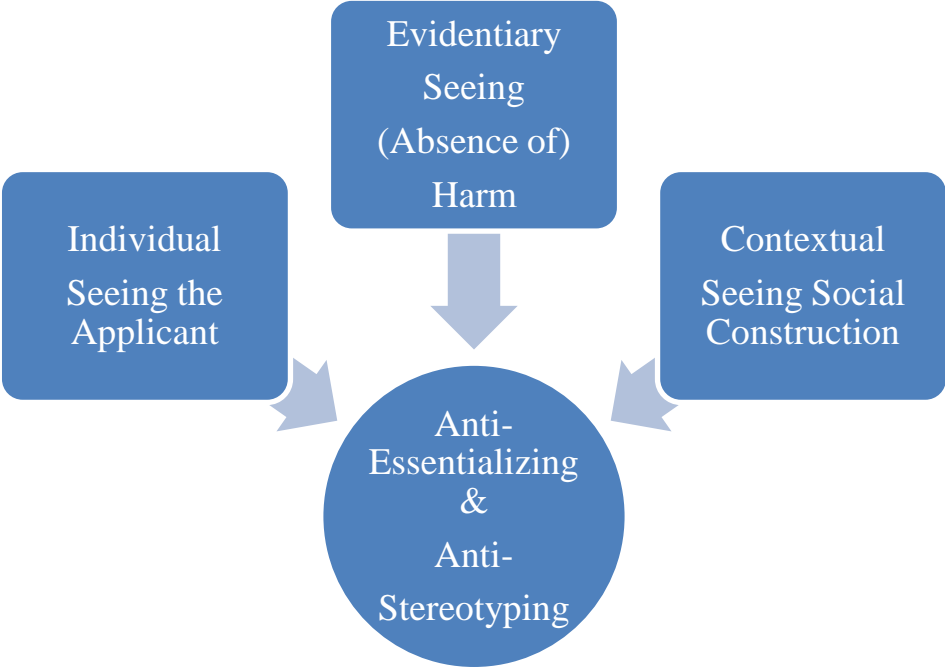 Evidentiary
Seeing
(Absence of)
Harm
Individual
Seeing the
Applicant
Contextual
Seeing Social
Construction
Anti-
Essentializing
&
Anti-
Stereotyping